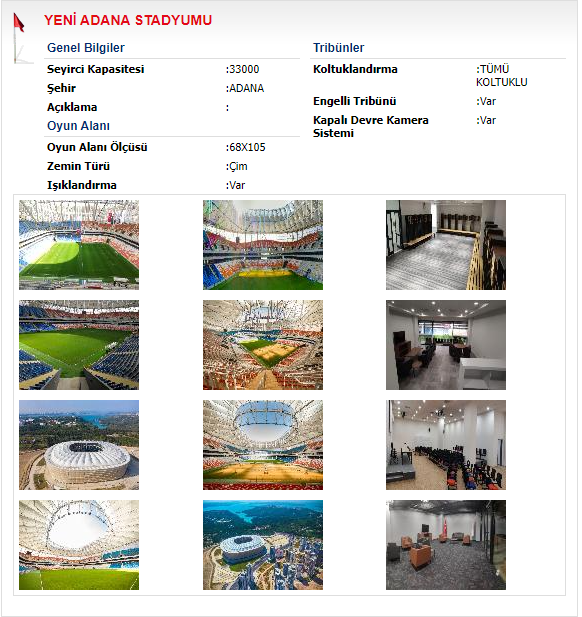 YENİ ADANA STADYUMU
Genel Bilgiler
Seyirci Kapasitesi :33000
Şehir :ADANA
Açıklama :
Oyun Alanı
Oyun Alanı Ölçüsü :68X105
Zemin Türü :Çim
Işıklandırma :Var
Tribünler
Koltuklandırma :TÜMÜ
KOLTUKLU
Engelli Tribünü :Var
Kapalı Devre Kamera :Var
Sistemi